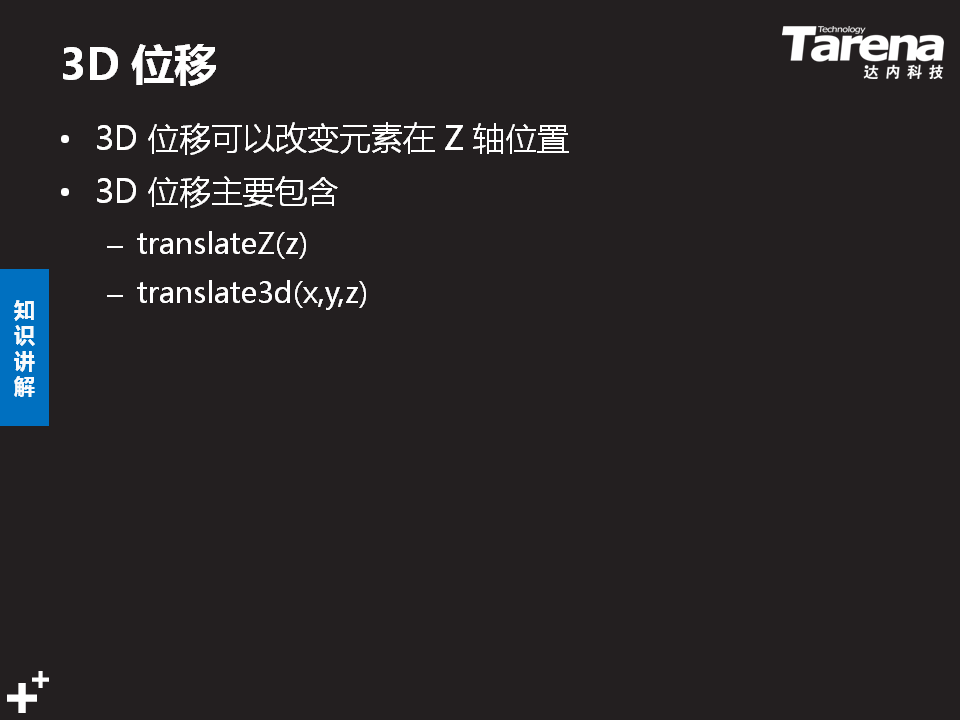 3D 位移
Technology
Tarena
达内科技
• 3D 位移可以改变元素在 Z 轴位置
• 3D 位移主要包含
– translateZ(z)
– translate3d(x,y,z)
知
识
讲
解